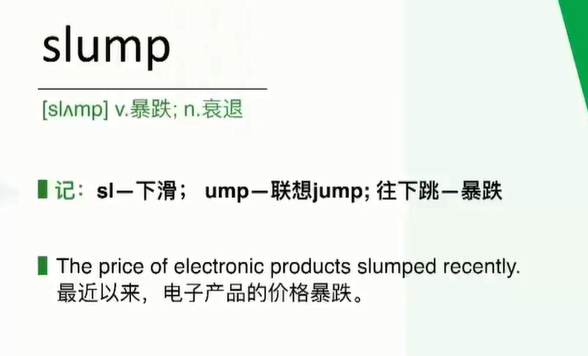 slump
[slʌmp] v.暴跌; n.衰退
记：sl—下滑； ump—联想jump; 往下跳—暴跌
The price of electronic products slumped recently.
最近以来，电子产品的价格暴跌。